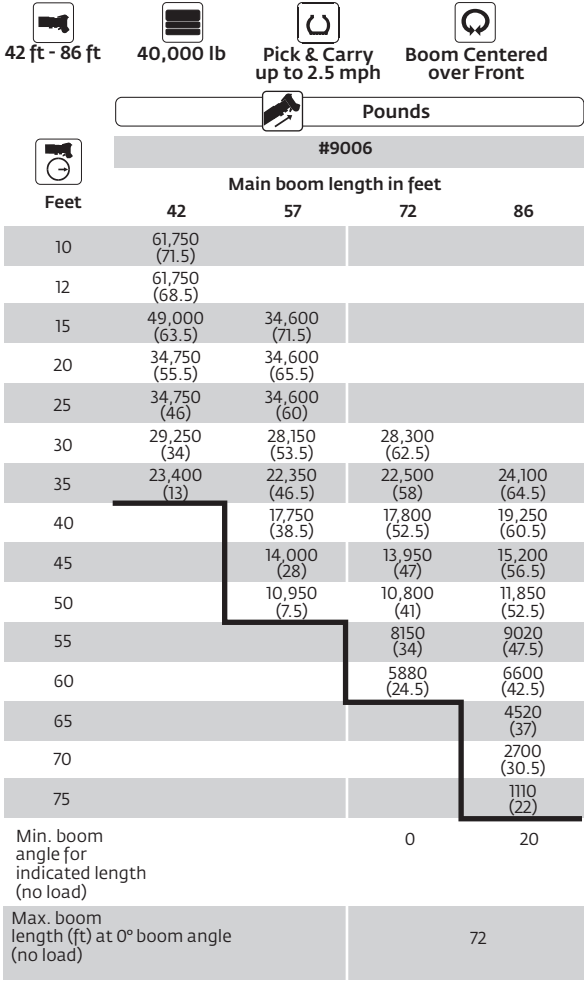 42 ft - 86 ft 40,000 lb Pick & Carry Boom Centered
up to 2.5 mph over Front
Pounds
#9006
Main boom length in feet
Feet
42 57 72 86
10 61,750
(71.5)
12 61,750
(68.5)
15 49,000 34,600
(63.5) (71.5)
20 34,750 34,600
(55.5) (65.5)
25 34,750 34,600
(46) (60)
30 29,250 28,150 28,300
(34) (53.5) (62.5)
35 23,400 22,350 22,500 24,100
(13) (46.5) (58) (64.5)
40 17,750 17,800 19,250
(38.5) (52.5) (60.5)
45 14,000 13,950 15,200
(28) (47) (56.5)
50 10,950 10,800 11,850
(7.5) (41) (52.5)
55 8150 9020
(34) (47.5)
60 5880 6600
(24.5) (42.5)
65 4520
(37)
70 2700
(30.5)
75 1110
(22)
Min. boom 0 20
angle for
indicated length
(no load)
Max. boom
length (ft) at 0° boom angle 72
(no load)